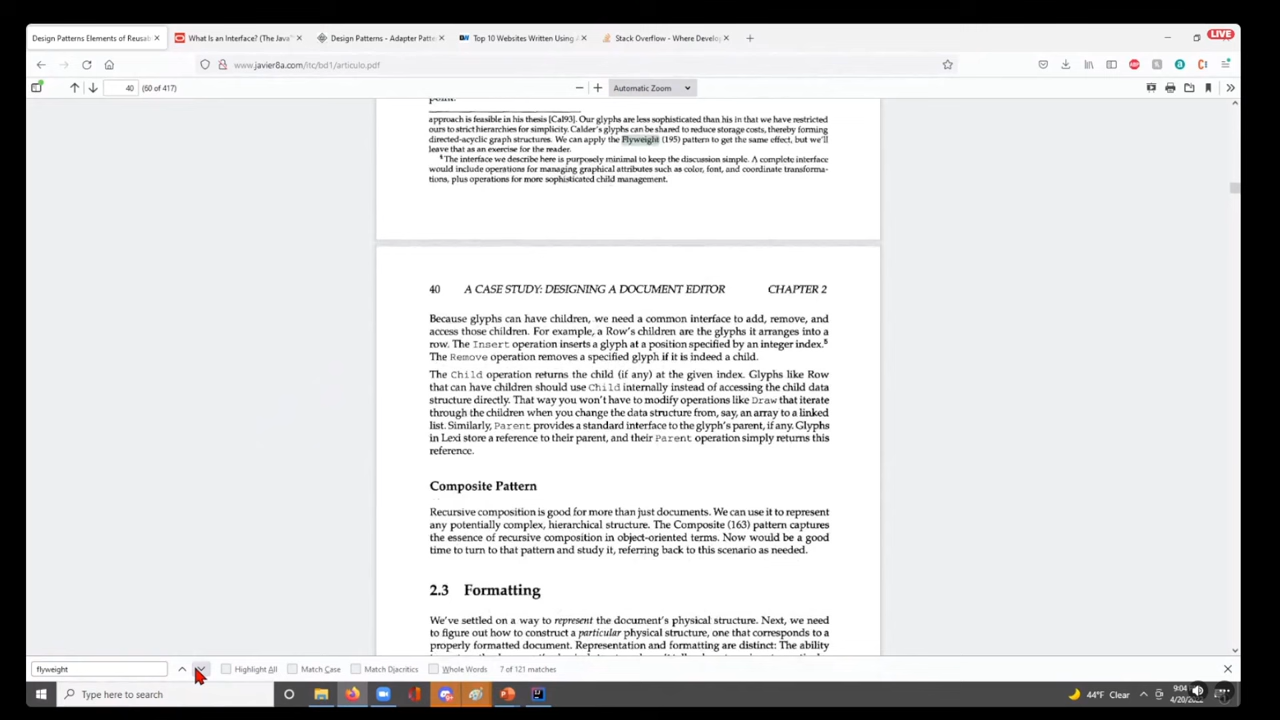 Design Patterns Elements of Reusab
What Is an Interface? (The Java™
Design Patterns - Adapter Patte
Top 10 Websites Written Using
Stack Overflow - Where Develo
LIVE
www.javier8a.com/itc/bd1/articulo.pdf
40
(60 of 417)
Automatic Zoom
point.
approach is feasible in his thesis [Cal93]. Our glyphs are less sophisticated than his in that we have restricted
ours to strict hierarchies for simplicity. Calder's glyphs can be shared to reduce storage costs, thereby forming
directed-acyclic graph structures. We can apply the Flyweight (195) pattern to get the same effect, but we'll
leave that as an exercise for the reader.
The interface we describe here is purposely minimal to keep the discussion simple. A complete interface
would include operations for managing graphical attributes such as color, font, and coordinate transforma-
tions, plus operations for more sophisticated child management.
40 A CASE STUDY: DESIGNING A DOCUMENT EDITOR CHAPTER 2
Because glyphs can have children, we need a common interface to add, remove, and
access those children. For example, a Row's children are the glyphs it arranges into a
row. The Insert operation inserts a glyph at a position specified by an integer index.
The Remove operation removes a specified glyph if it is indeed a child.
The Child operation returns the child (if any) at the given index. Glyphs like Row
that can have children should use Child internally instead of accessing the child data
structure directly. That way you won't have to modify operations like Draw that iterate
through the children when you change the data structure from, say, an array to a linked
list. Similarly, Parent provides a standard interface to the glyph's parent, if any. Glyphs
in Lexi store a reference to their parent, and their Parent operation simply returns this
reference.
Composite Pattern
Recursive composition is good for more than just documents. We can use it to represent
any potentially complex, hierarchical structure. The Composite (163) pattern captures
the essence of recursive composition in object-oriented terms. Now would be a good
time to turn to that pattern and study it, referring back to this scenario as needed.
2.3 Formatting
We've settled on a way to represent the document's physical structure. Next, we need
to figure out how to construct a particular physical structure, one that corresponds to a
properly formatted document. Representation and formatting are distinct: The ability
flyweight
Highlight All
Match Case
Match Diacritics
Whole Words
7 of 121 matches
Type here to search
44°F Clear
9:04
4/20/